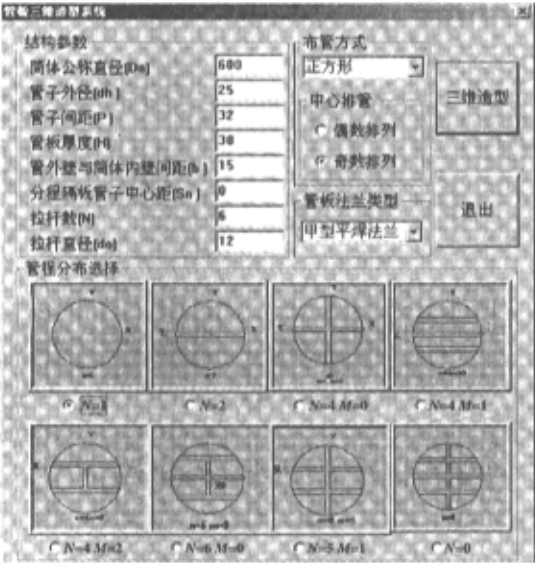 管板三维造型系统
结构参数
筒体公称直径(Da) 600
管子外径(dh) 25
管子间距(P) 32
管板厚度(H) 30
管外壁与筒体内壁间距(b) 15
分程隔板管子中心距(Sn) 0
拉杆数(N) 6
拉杆直径(do) 12
布管方式
正方形
中心排管
偶数排列
奇数排列
管板法兰类型
甲型平焊法兰
三维造型
退出
管程分布选择
N=1
N=2
N=4 M=0
N=4 M=1
N=4 M=2
N=6 M=0
N=5 M=1
N=0